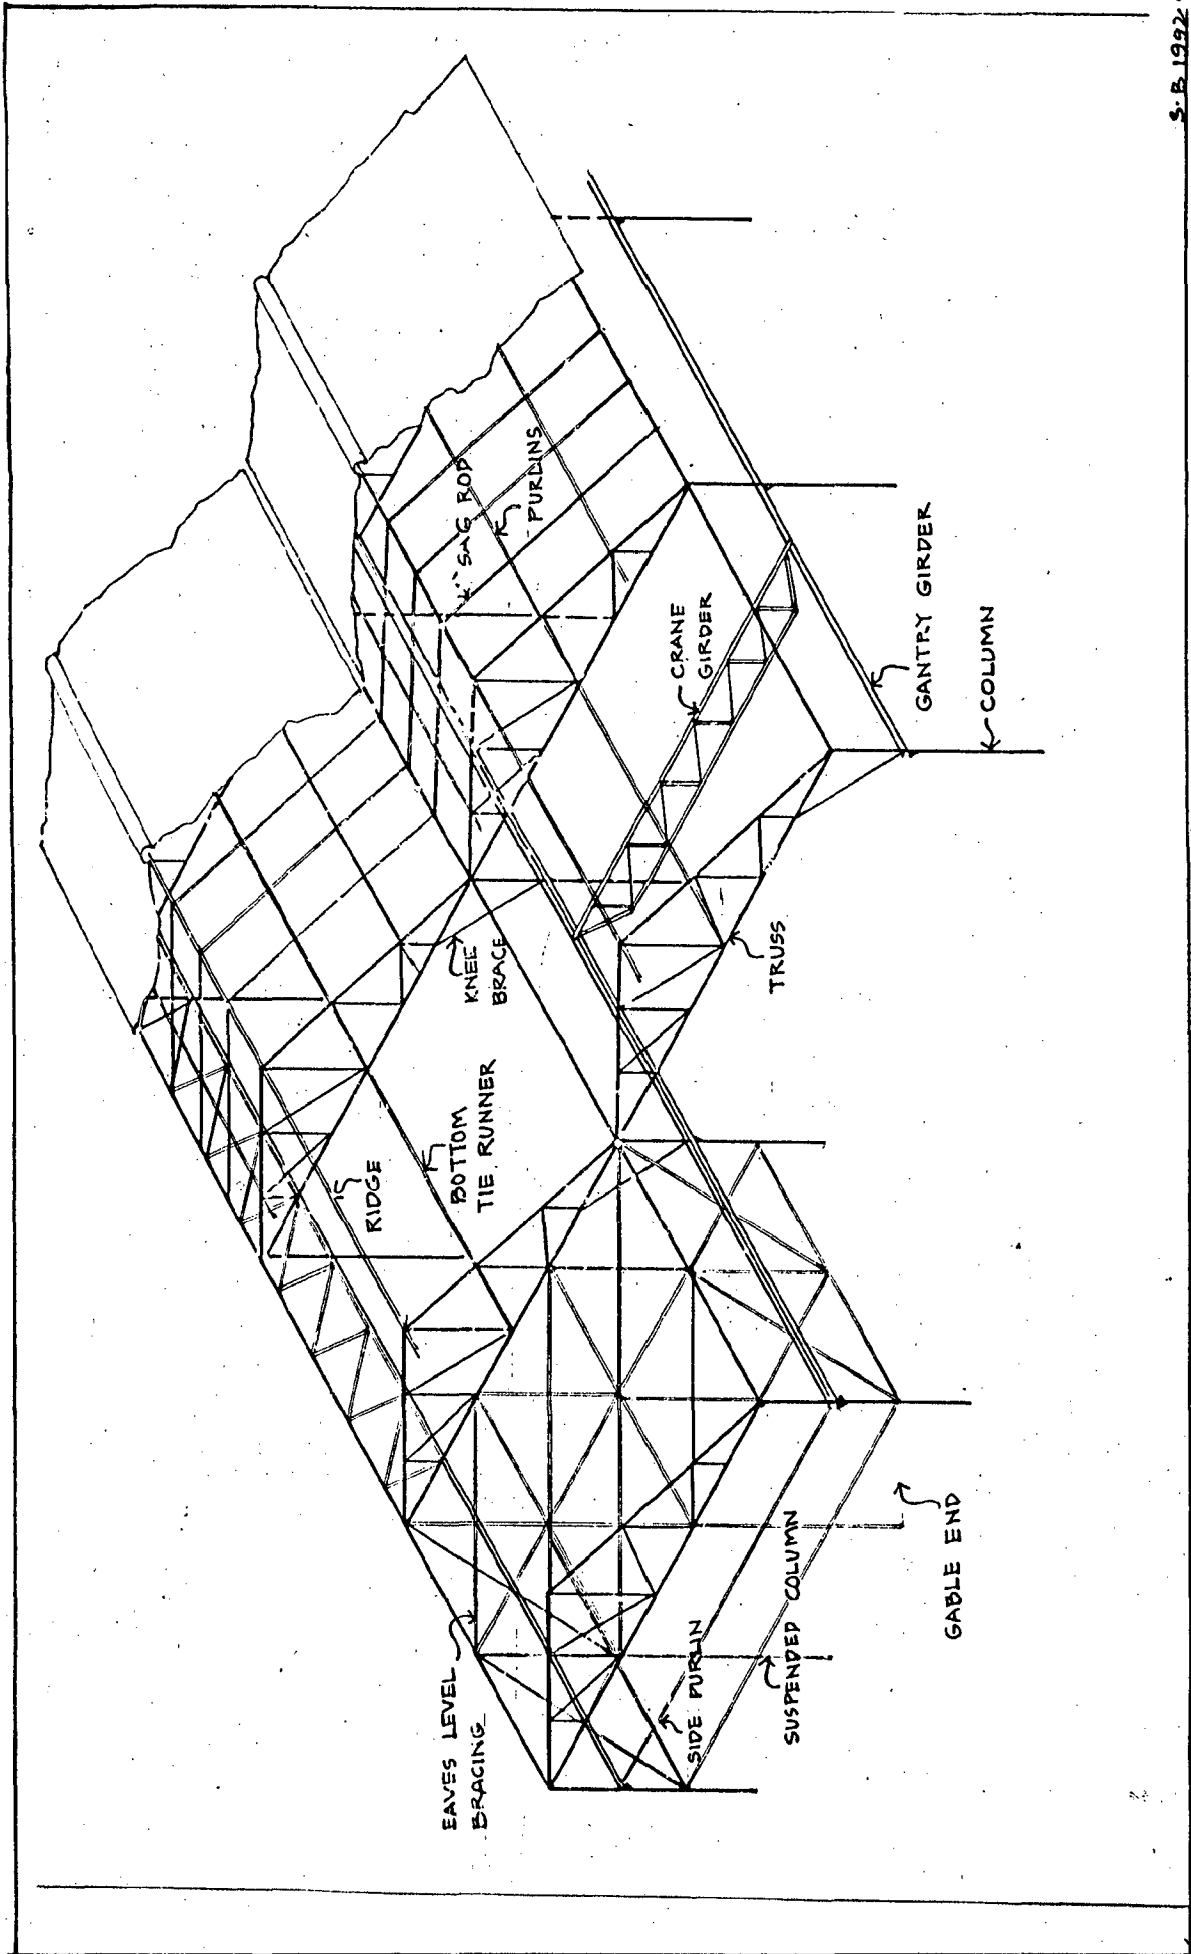 EAVES LEVEL
BRACING
RIDGE
BOTTOM
TIE RUNNER
KNEE
BRACE
SAG ROD
PURLINS
CRANE
GIRDER
TRUSS
GANTRY GIRDER
COLUMN
SIDE PURLIN
SUSPENDED COLUMN
GABLE END
S.B 1992